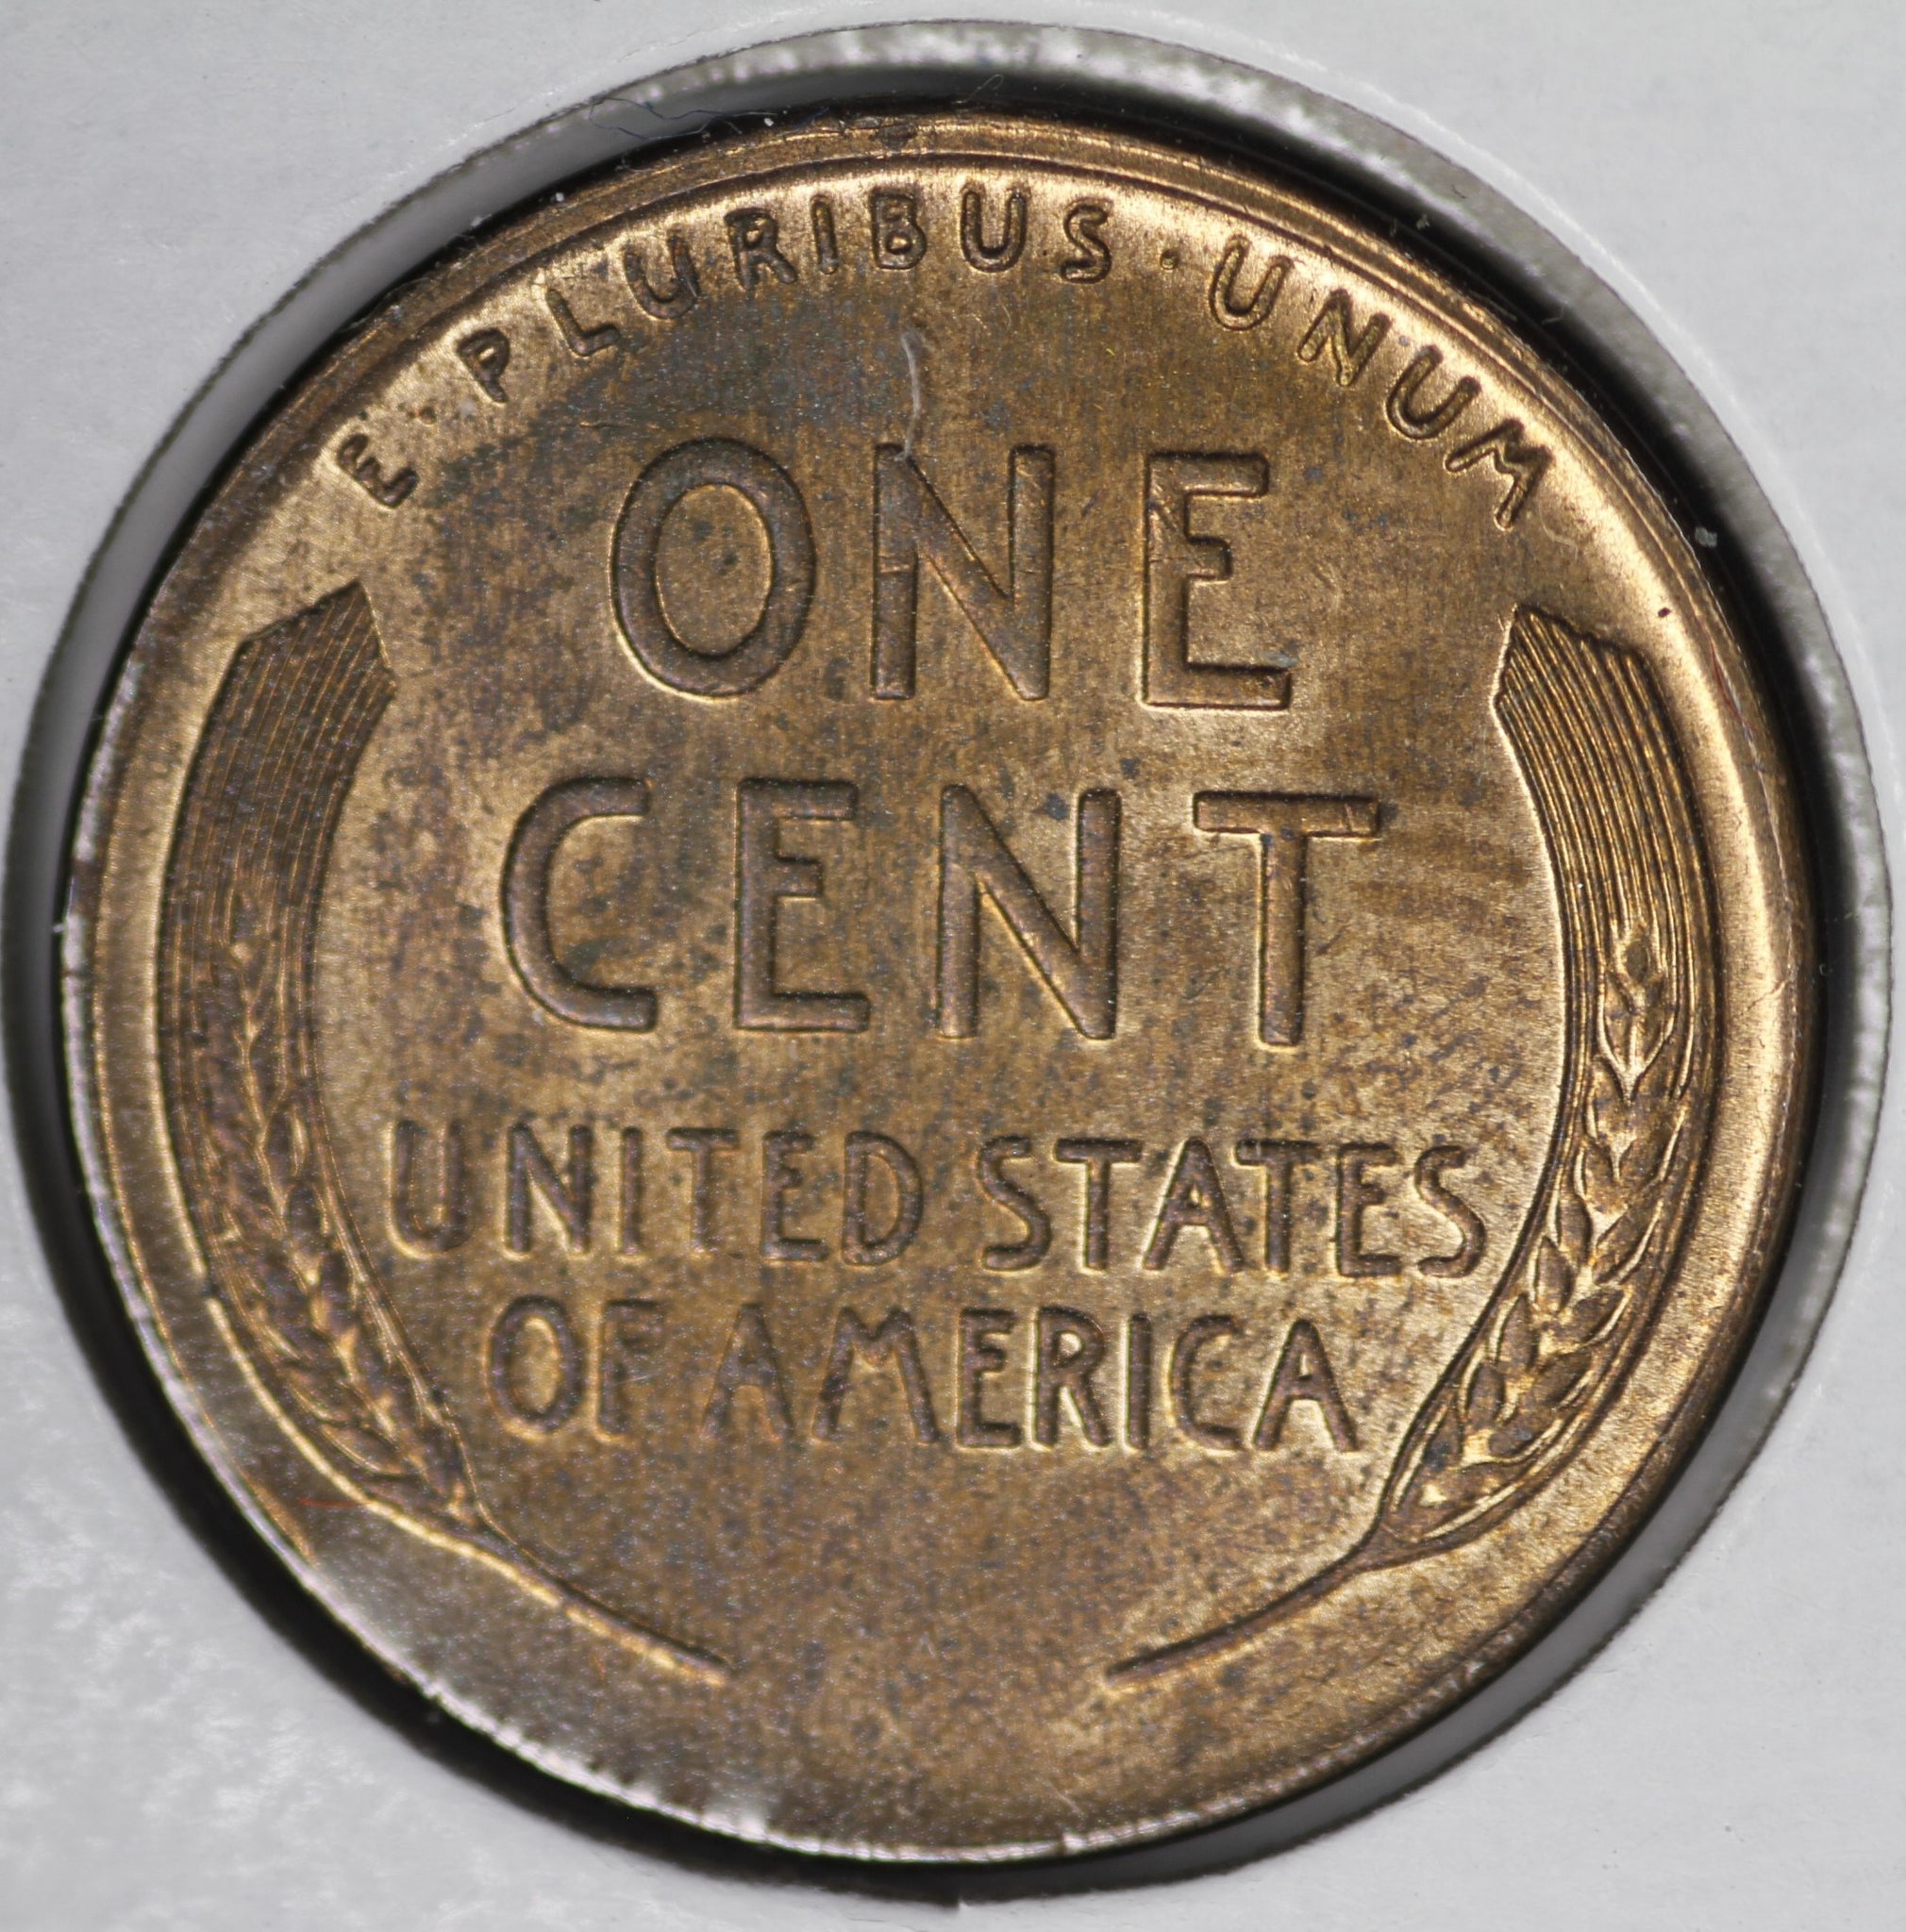 E·PLURIBUS·UNUM
ONE
CENT
UNITED STATES
OF AMERICA